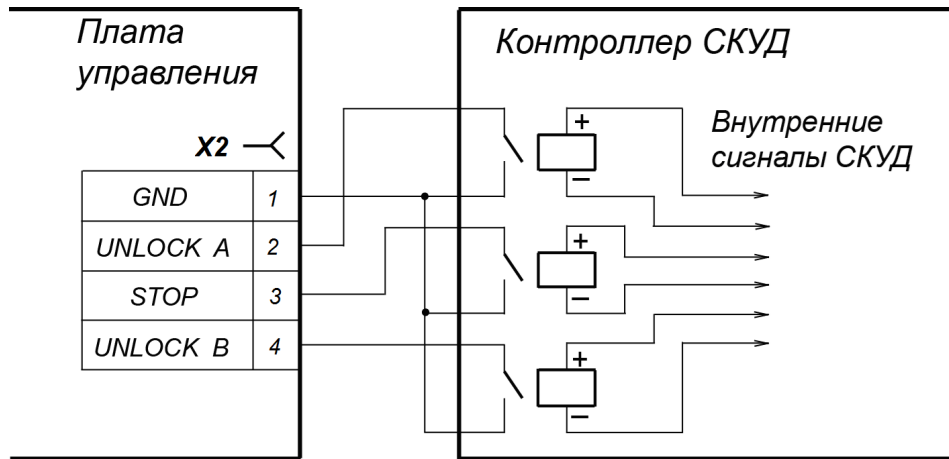 Плата
управления
X2
GND 1
UNLOCK A 2
STOP 3
UNLOCK B 4
Контроллер СКУД
Внутренние
сигналы СКУД
+
−
+
−
+
−